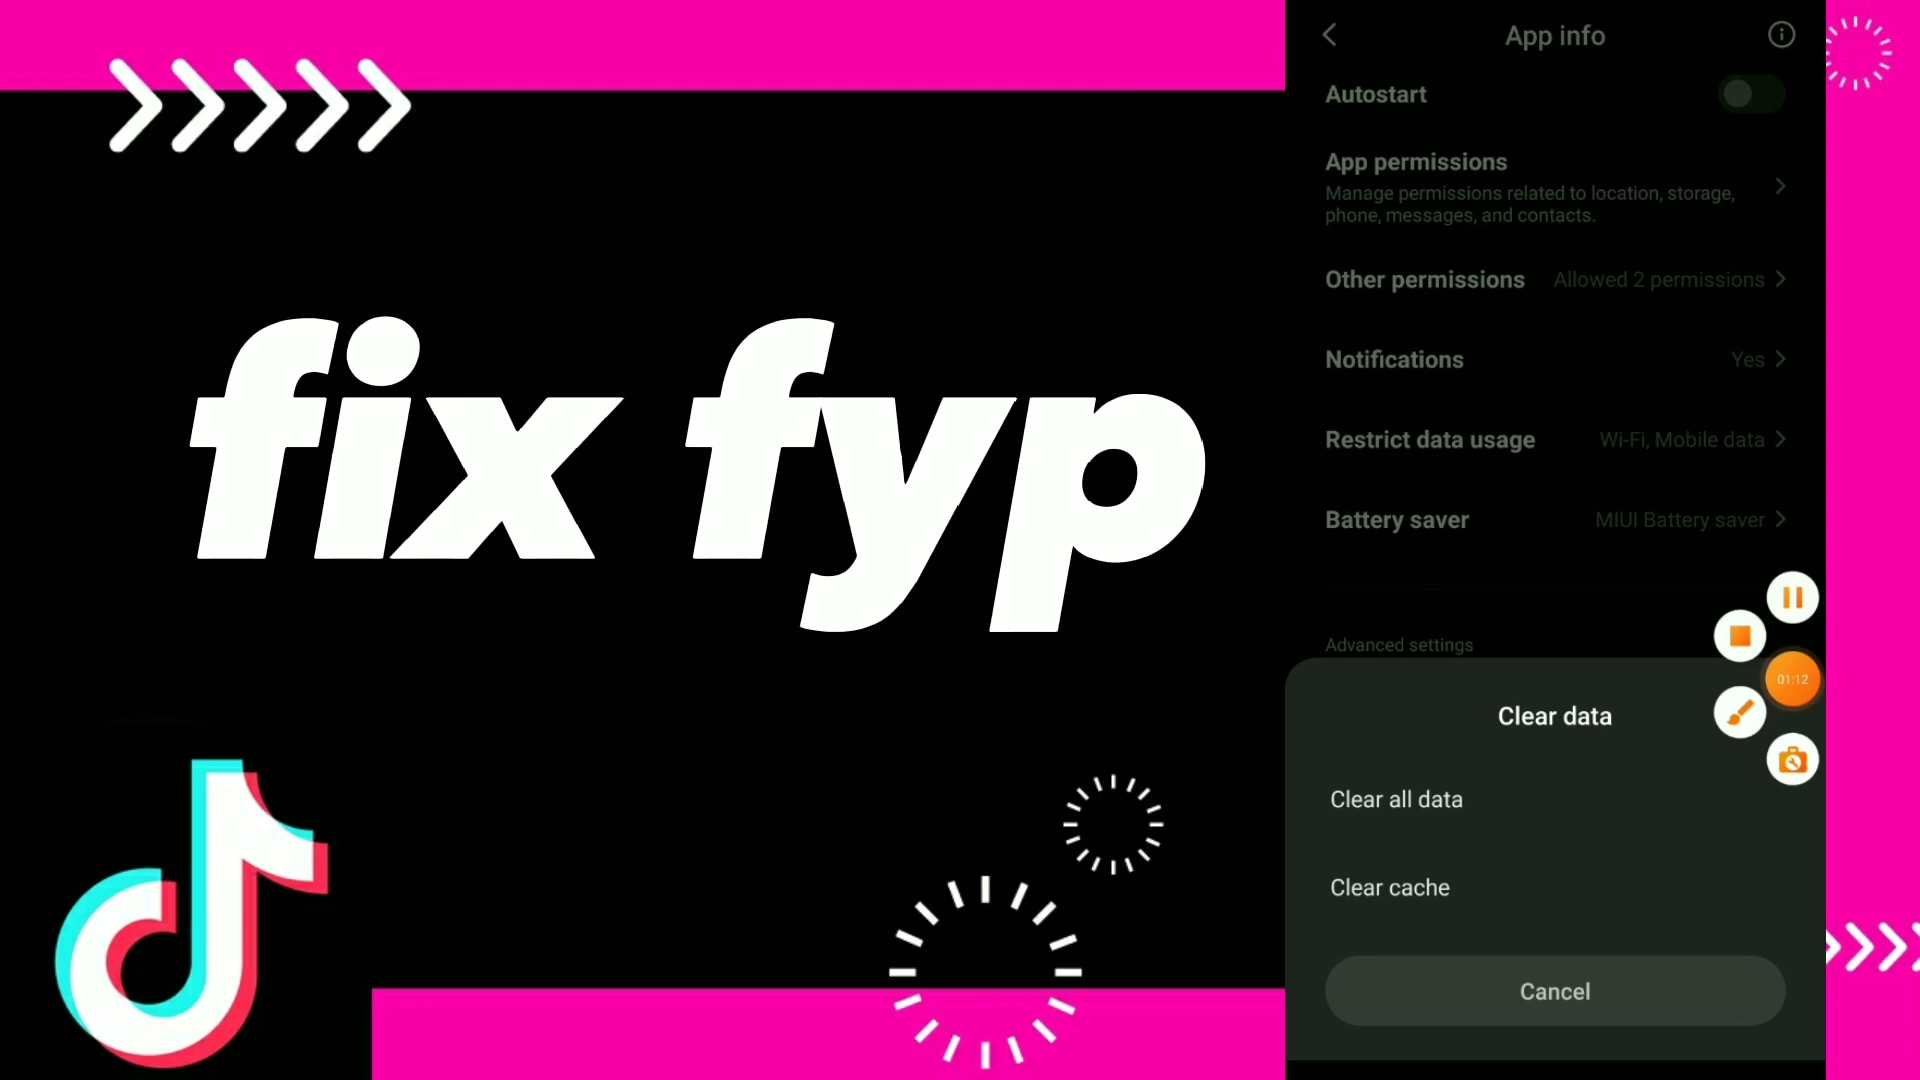 fix fyp
App info
Autostart
App permissions
Manage permissions related to location, storage,
phone, messages, and contacts.
Other permissions Allowed 2 permissions
Notifications Yes
Restrict data usage Wi-Fi, Mobile data
Battery saver MIUI Battery saver
Advanced settings
01:12
Clear data
Clear all data
Clear cache
Cancel